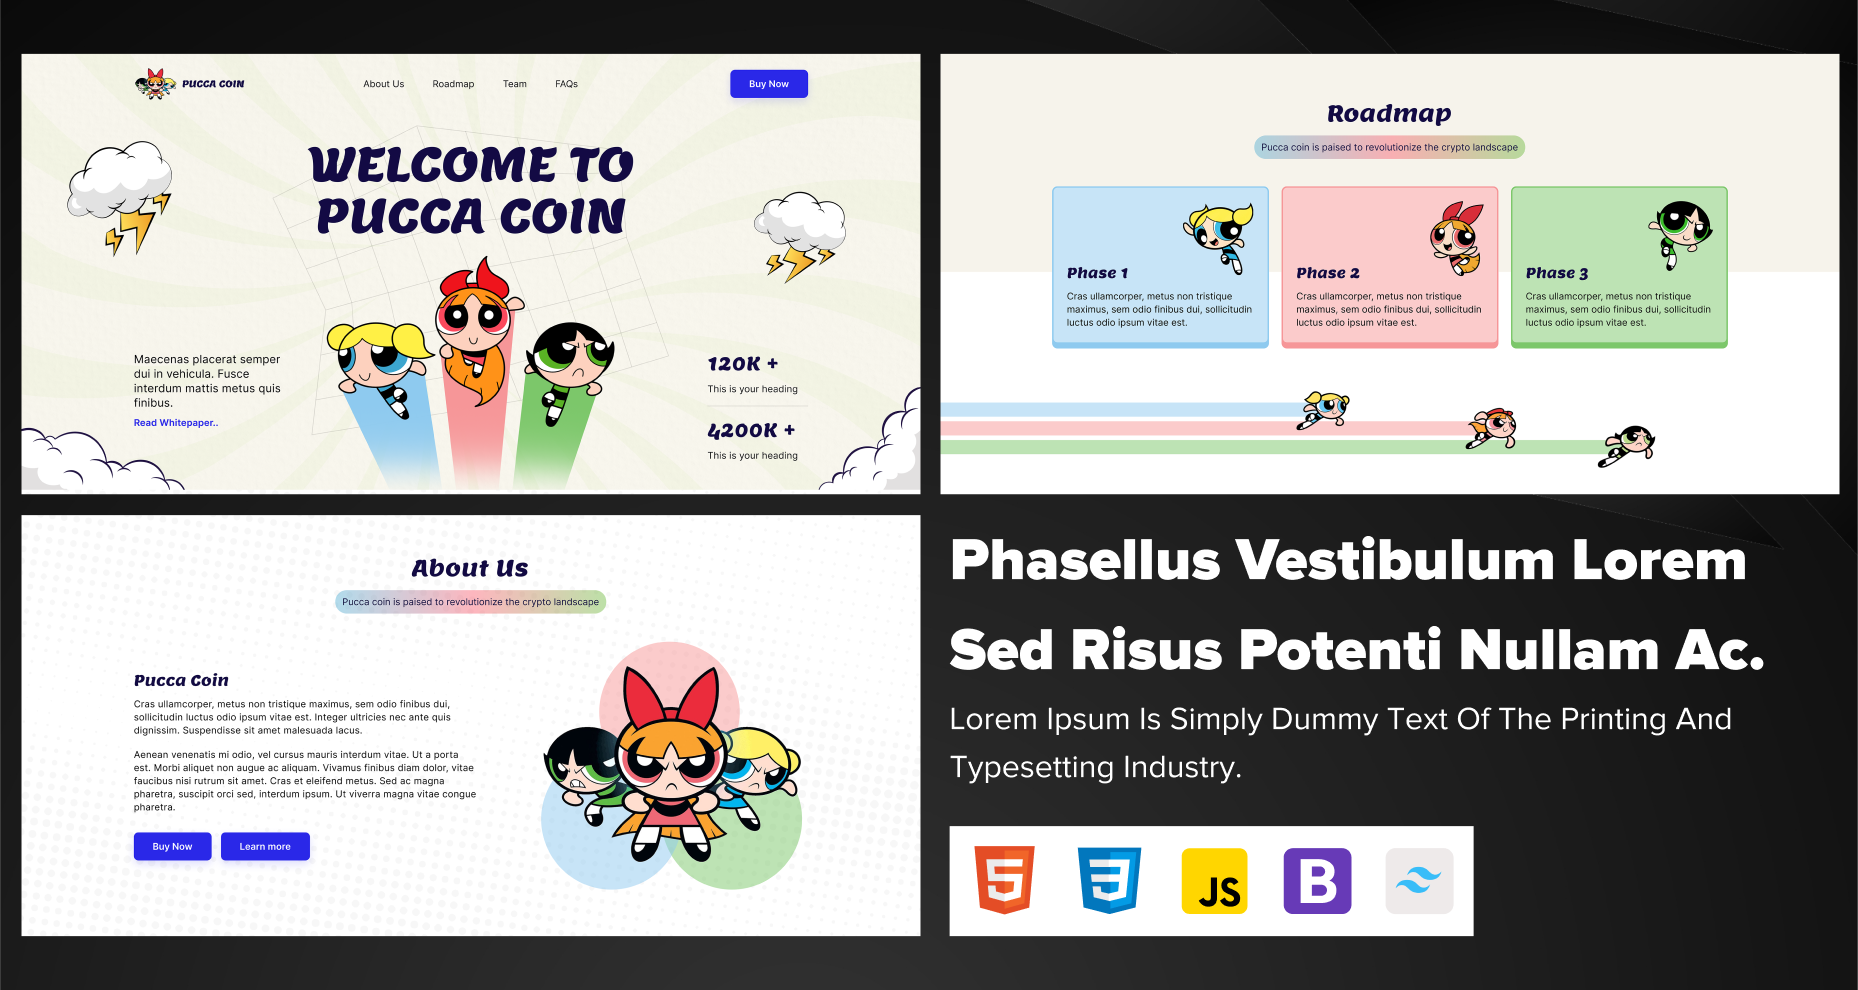 PUCCA COIN
About Us
Roadmap
Team
FAQs
Buy Now
WELCOME TO
PUCCA COIN
Maecenas placerat semper
dui in vehicula. Fusce
interdum mattis metus quis
finibus.
Read Whitepaper..
120K +
This is your heading
4200K +
This is your heading
Roadmap
Pucca coin is paised to revolutionize the crypto landscape
Phase 1
Cras ullamcorper, metus non tristique
maximus, sem odio finibus dui, sollicitudin
luctus odio ipsum vitae est.
Phase 2
Cras ullamcorper, metus non tristique
maximus, sem odio finibus dui, sollicitudin
luctus odio ipsum vitae est.
Phase 3
Cras ullamcorper, metus non tristique
maximus, sem odio finibus dui, sollicitudin
luctus odio ipsum vitae est.
About Us
Pucca coin is paised to revolutionize the crypto landscape
Pucca Coin
Cras ullamcorper, metus non tristique maximus, sem odio finibus dui,
sollicitudin luctus odio ipsum vitae est. Integer ultricies nec ante quis
dignissim. Suspendisse sit amet malesuada lacus.
Aenean venenatis mi odio, vel cursus mauris interdum vitae. Ut a porta
est. Morbi aliquet non augue ac aliquam. Vivamus finibus diam dolor, vitae
faucibus nisi rutrum sit amet. Cras et eleifend metus. Sed ac magna
pharetra, suscipit orci sed, interdum ipsum. Ut viverra magna vitae congue
pharetra.
Buy Now
Learn more
Phasellus Vestibulum Lorem
Sed Risus Potenti Nullam Ac.
Lorem Ipsum Is Simply Dummy Text Of The Printing And
Typesetting Industry.
5
3
JS
B